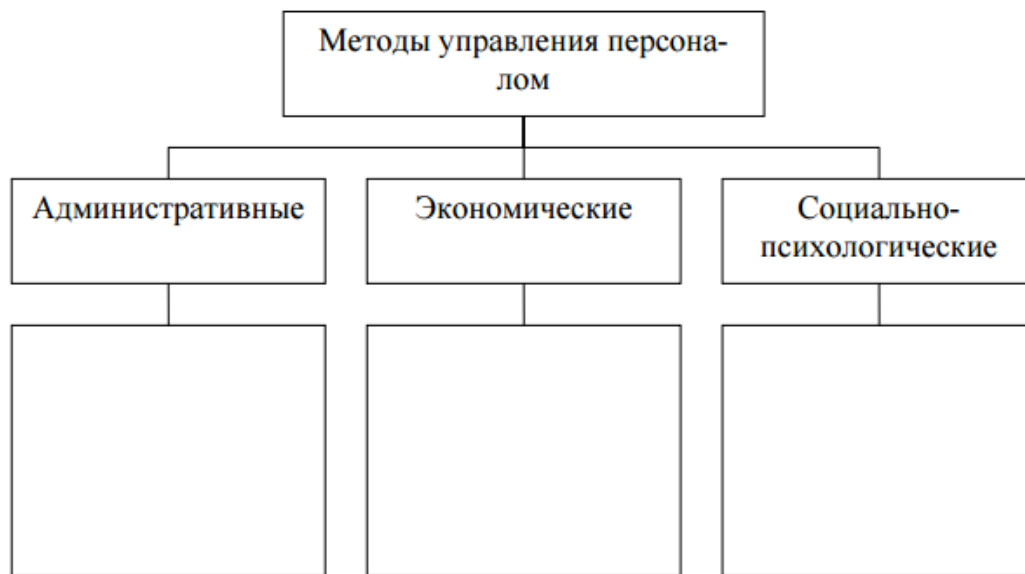 Методы управления персона-
лом
Административные
Экономические
Социально-
психологические